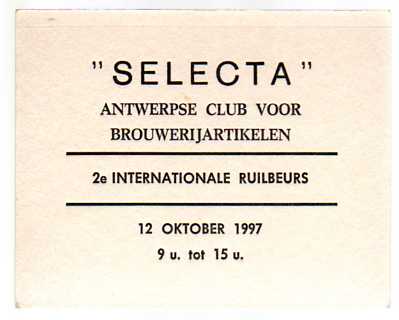 "SELECTA"
ANTWERPSE CLUB VOOR
BROUWERIJARTIKELEN
2e INTERNATIONALE RUILBEURS
12 OKTOBER 1997
9 u. tot 15 u.